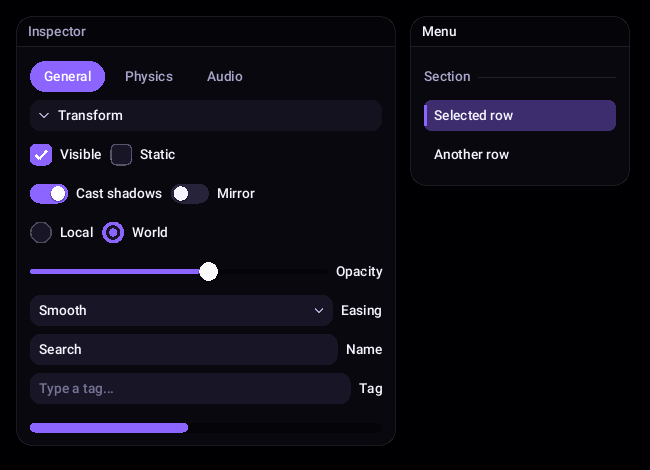 Inspector
General Physics Audio
Transform
Visible Static
Cast shadows Mirror
Local World
Opacity
Smooth Easing
Search Name
Type a tag... Tag
Menu
Section
Selected row
Another row